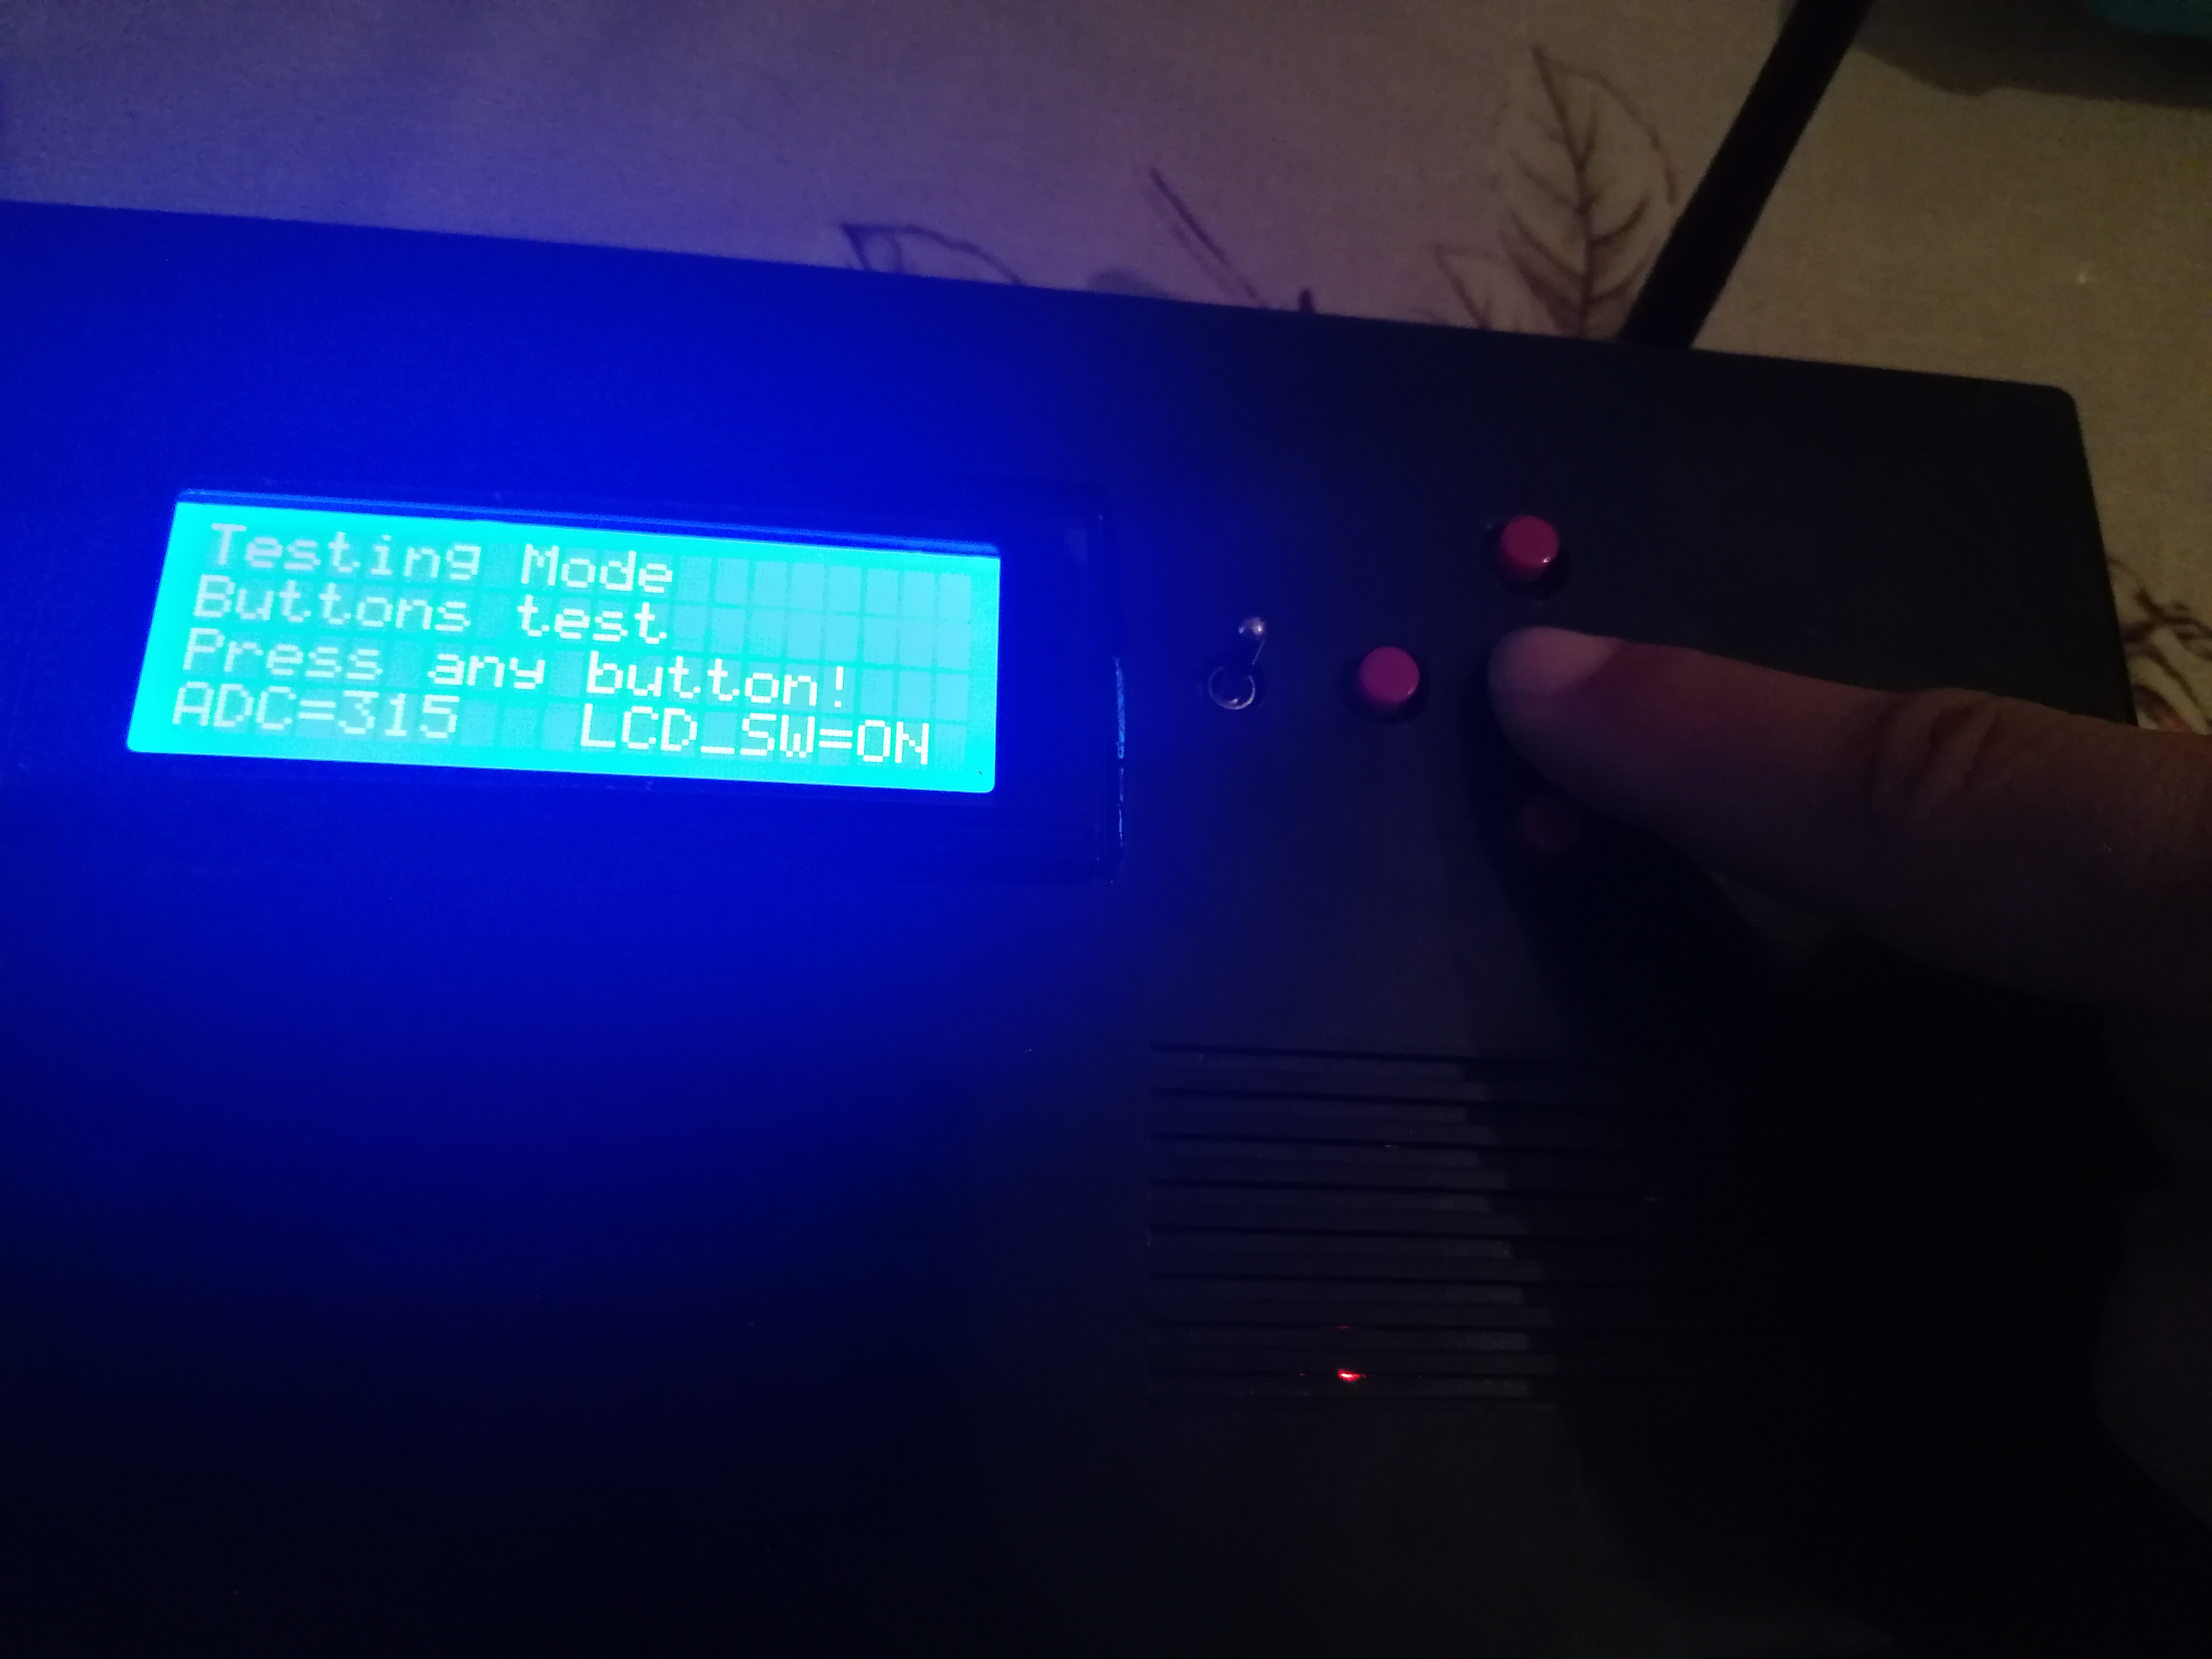 Testing Mode
Buttons test
Press any button!
ADC=315 LCD_SW=ON